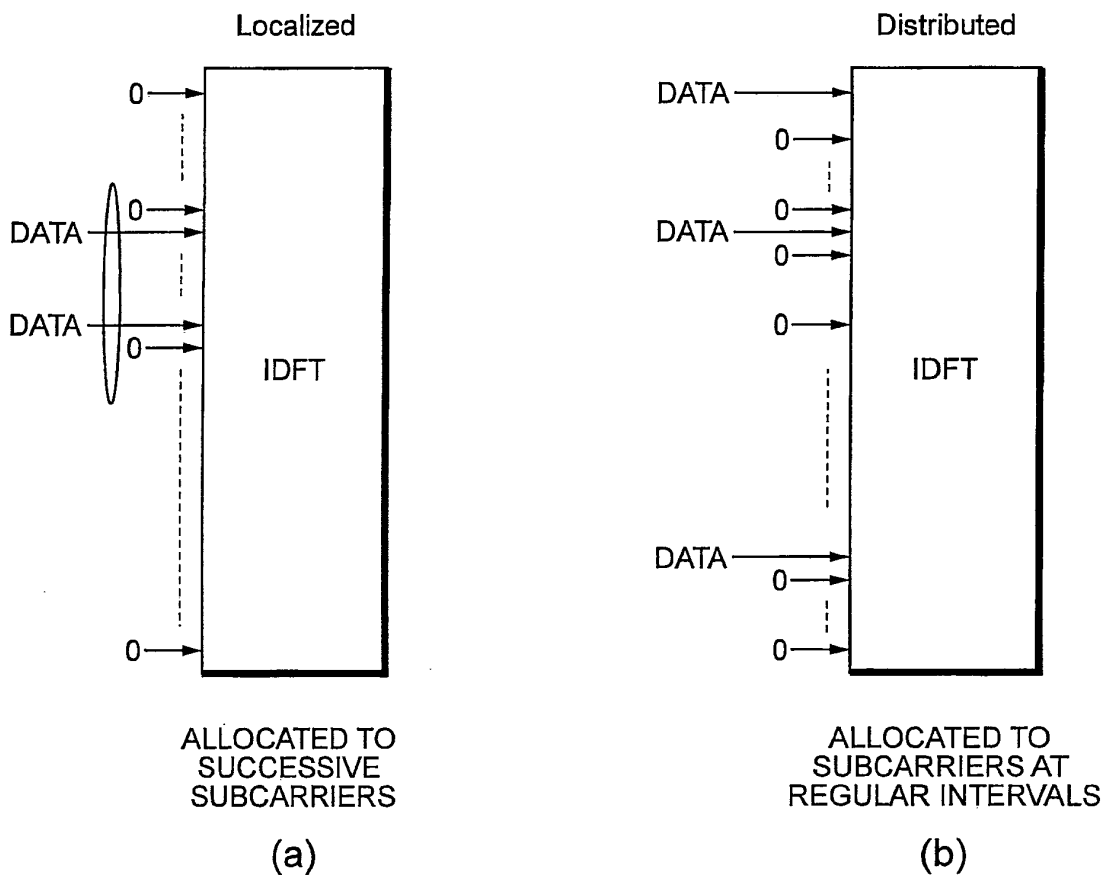 Localized
0
0
DATA
DATA
0
IDFT
0
ALLOCATED TO
SUCCESSIVE
SUBCARRIERS
(a)
Distributed
DATA
0
0
DATA
0
0
IDFT
DATA
0
0
ALLOCATED TO
SUBCARRIERS AT
REGULAR INTERVALS
(b)